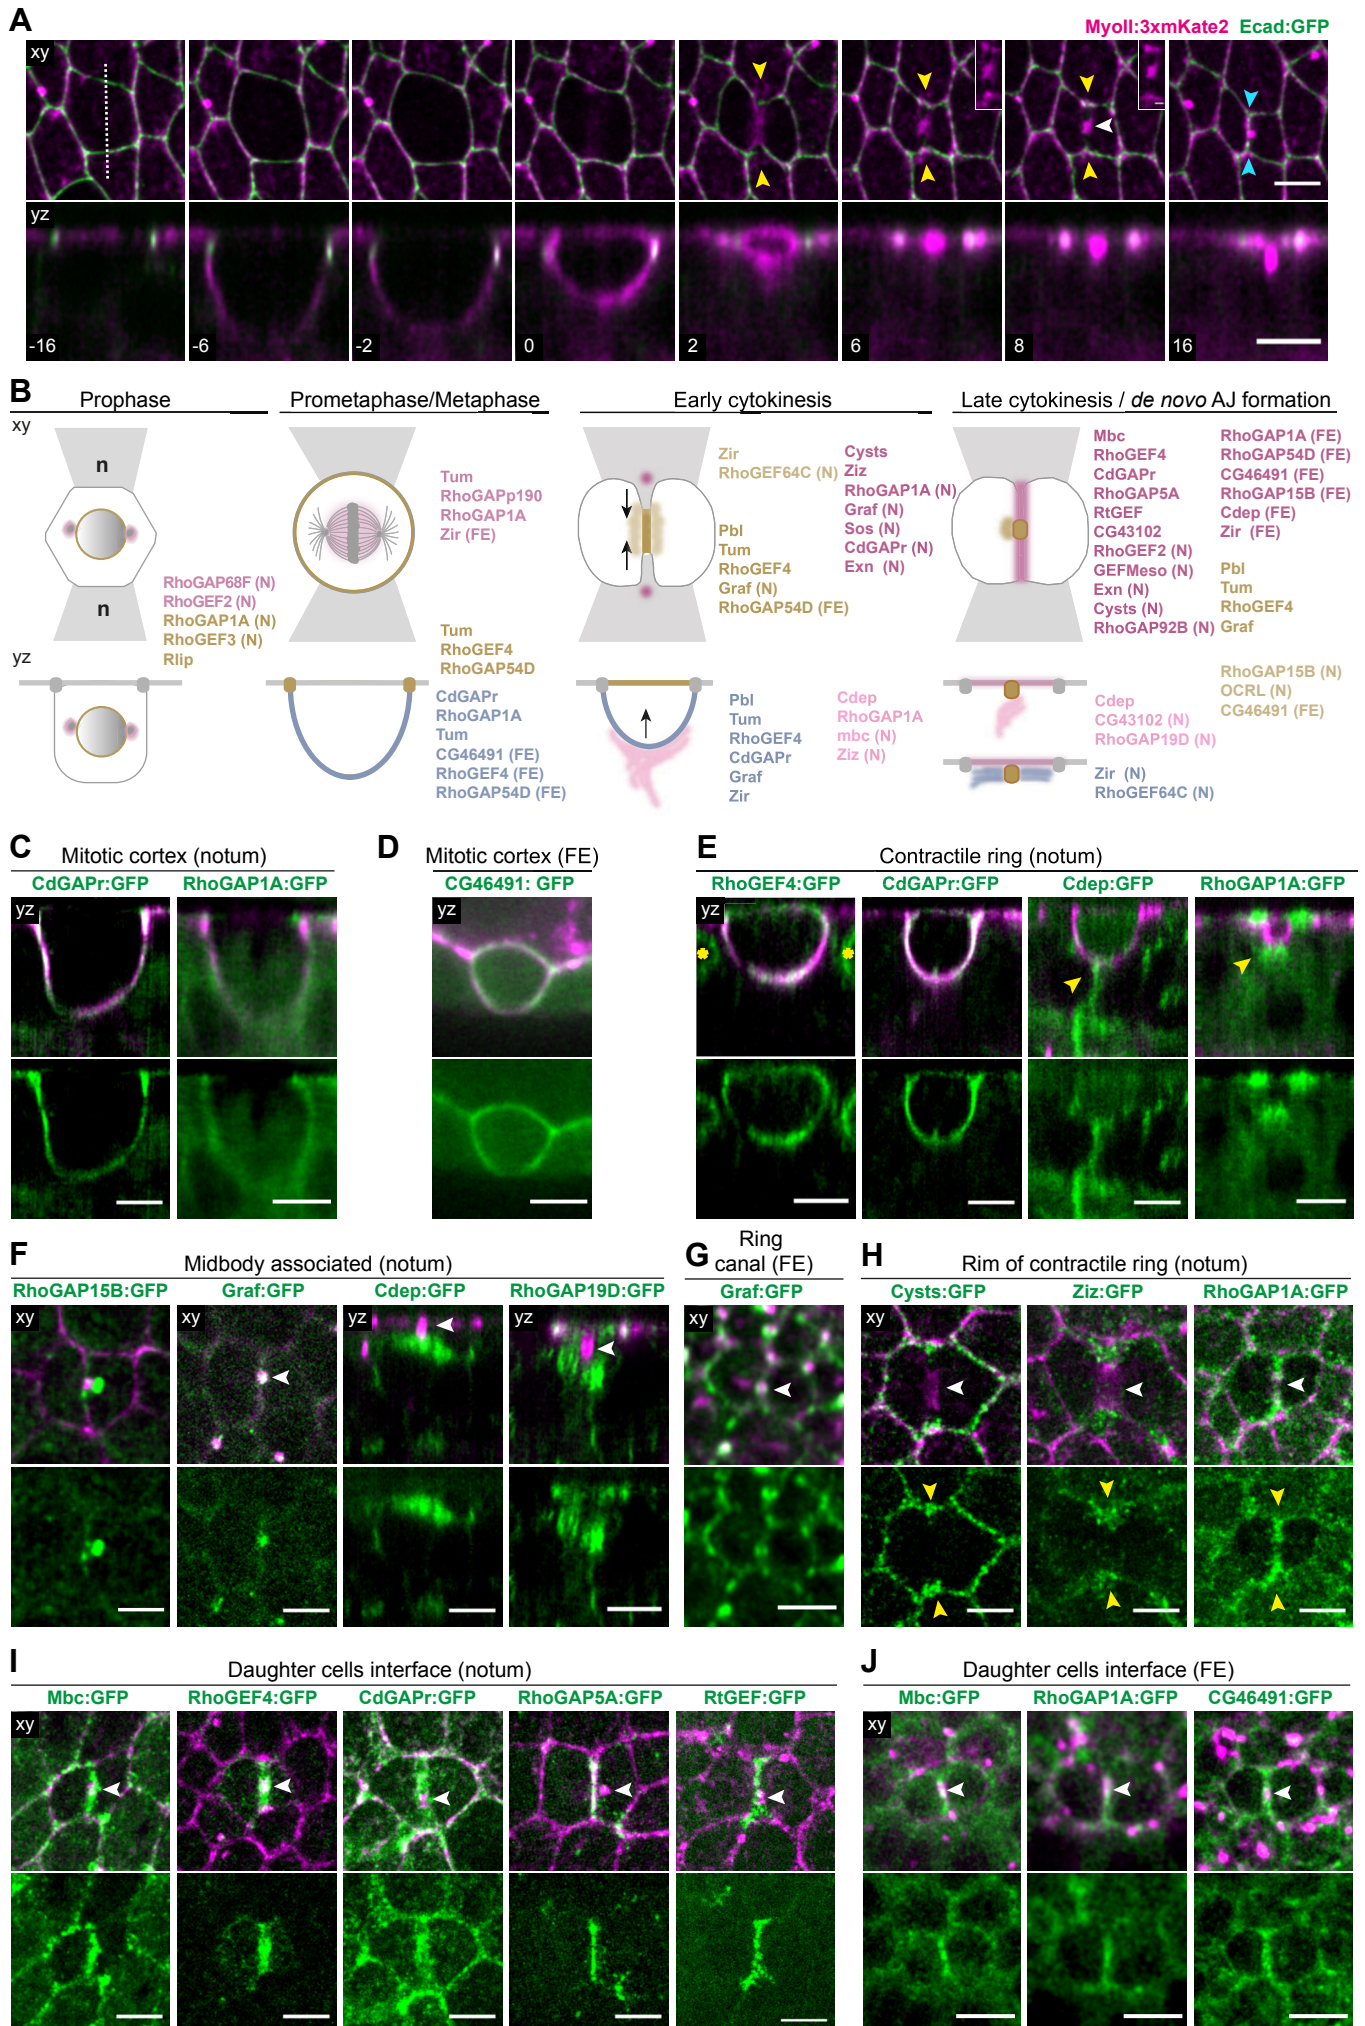 A
MyoII:3xmKate2 Ecad:GFP
xy
yz
-16
-6
-2
0
2
6
8
16
B
Prophase
Prometaphase/Metaphase
Early cytokinesis
Late cytokinesis / de novo AJ formation
xy
n
n
yz
RhoGAP68F (N)
RhoGEF2 (N)
RhoGAP1A (N)
RhoGEF3 (N)
Rlip
Tum
RhoGAPp190
RhoGAP1A
Zir (FE)
Tum
RhoGEF4
RhoGAP54D
CdGAPr
RhoGAP1A
Tum
CG46491 (FE)
RhoGEF4 (FE)
RhoGAP54D (FE)
Zir
RhoGEF64C (N)
Pbl
Tum
RhoGEF4
Graf (N)
RhoGAP54D (FE)
Cysts
Ziz
RhoGAP1A (N)
Graf (N)
Sos (N)
CdGAPr (N)
Exn (N)
Pbl
Tum
RhoGEF4
CdGAPr
Graf
Zir
Cdep
RhoGAP1A
mbc (N)
Ziz (N)
Mbc
RhoGEF4
CdGAPr
RhoGAP5A
RtGEF
CG43102
RhoGEF2 (N)
GEFMeso (N)
Exn (N)
Cysts (N)
RhoGAP92B (N)
RhoGAP1A (FE)
RhoGAP54D (FE)
CG46491 (FE)
RhoGAP15B (FE)
Cdep (FE)
Zir (FE)
Pbl
Tum
RhoGEF4
Graf
RhoGAP15B (N)
OCRL (N)
CG46491 (FE)
Cdep
CG43102 (N)
RhoGAP19D (N)
Zir (N)
RhoGEF64C (N)
C
Mitotic cortex (notum)
CdGAPr:GFP
RhoGAP1A:GFP
yz
D
Mitotic cortex (FE)
CG46491: GFP
yz
E
Contractile ring (notum)
RhoGEF4:GFP
CdGAPr:GFP
Cdep:GFP
RhoGAP1A:GFP
yz
F
Midbody associated (notum)
RhoGAP15B:GFP
Graf:GFP
Cdep:GFP
RhoGAP19D:GFP
xy
xy
yz
yz
G
Ring
canal (FE)
Graf:GFP
xy
H
Rim of contractile ring (notum)
Cysts:GFP
Ziz:GFP
RhoGAP1A:GFP
xy
I
Daughter cells interface (notum)
Mbc:GFP
RhoGEF4:GFP
CdGAPr:GFP
RhoGAP5A:GFP
RtGEF:GFP
xy
J
Daughter cells interface (FE)
Mbc:GFP
RhoGAP1A:GFP
CG46491:GFP
xy